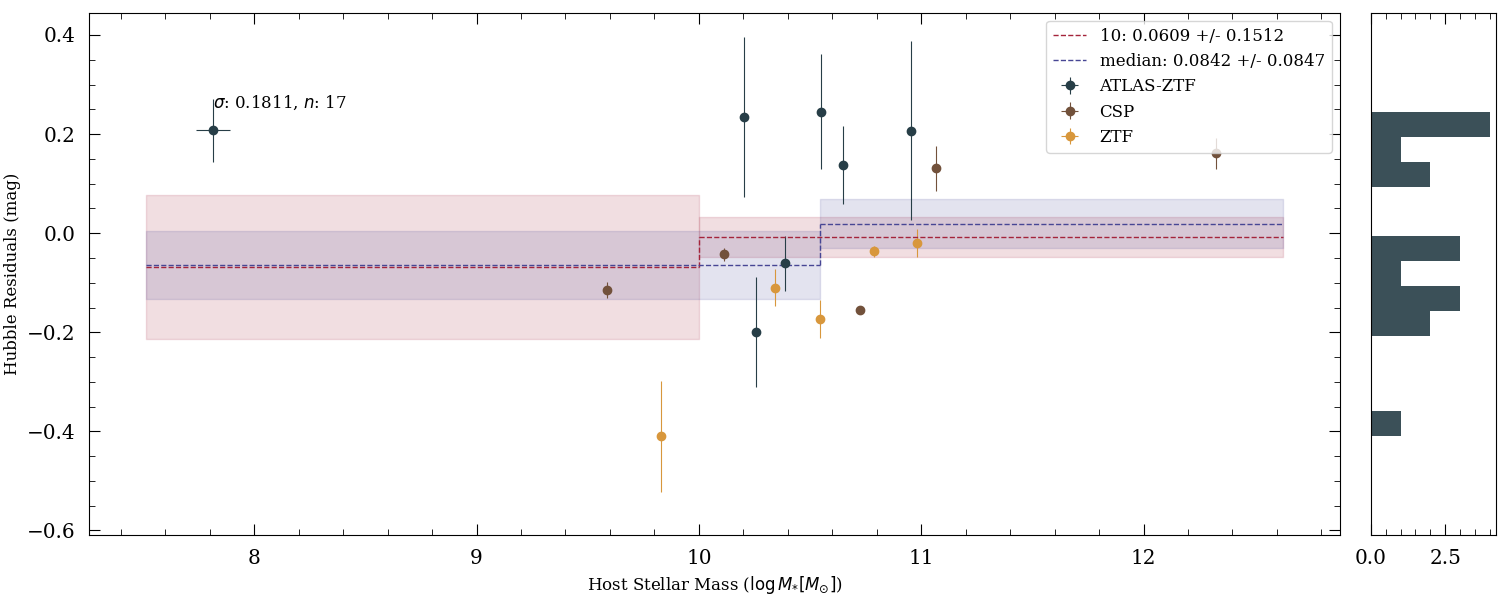 10: 0.0609 +/- 0.1512
median: 0.0842 +/- 0.0847
ATLAS-ZTF
CSP
ZTF
σ: 0.1811, n: 17
0.4
0.2
0.0
−0.2
−0.4
−0.6
Hubble Residuals (mag)
8 9 10 11 12
0.0 2.5
Host Stellar Mass (log M*[M⊙])